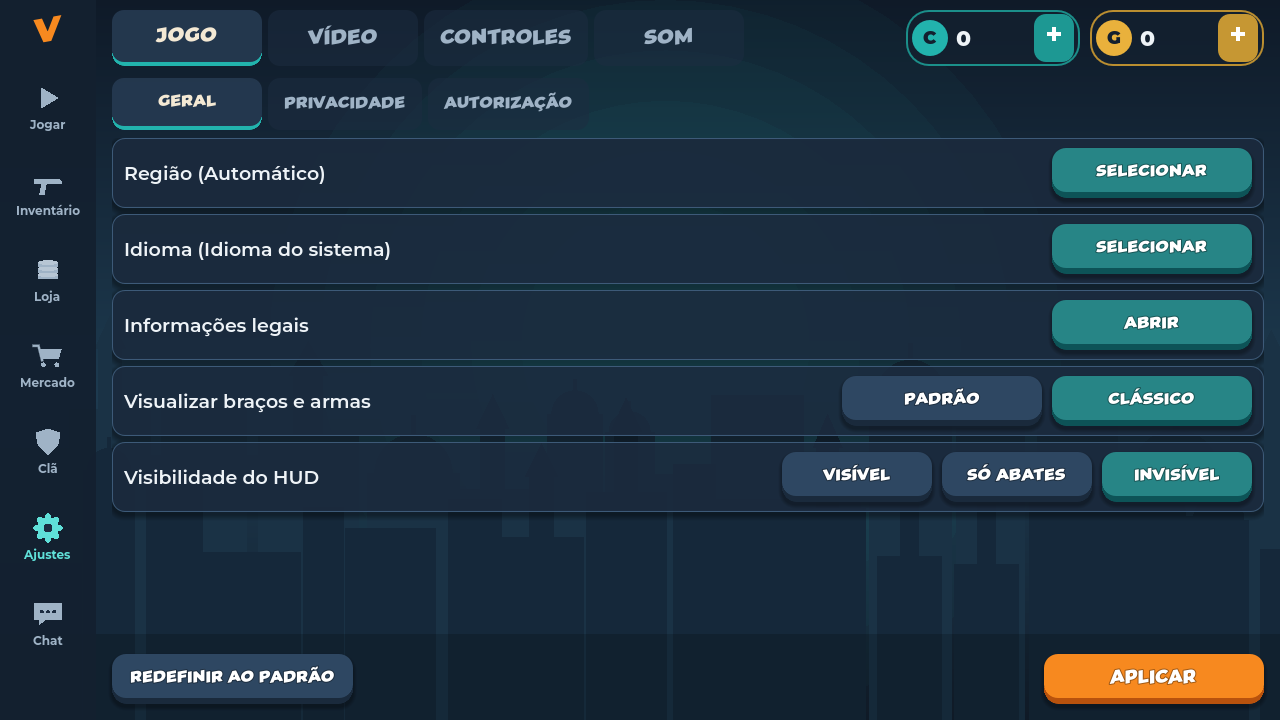 V
JOGO
VÍDEO
CONTROLES
SOM
C 0 +
G 0 +
GERAL
PRIVACIDADE
AUTORIZAÇÃO
Jogar
Inventário
Loja
Mercado
Clã
Ajustes
Chat
Região (Automático)
SELECIONAR
Idioma (Idioma do sistema)
SELECIONAR
Informações legais
ABRIR
Visualizar braços e armas
PADRÃO
CLÁSSICO
Visibilidade do HUD
VISÍVEL
SÓ ABATES
INVISÍVEL
REDEFINIR AO PADRÃO
APLICAR